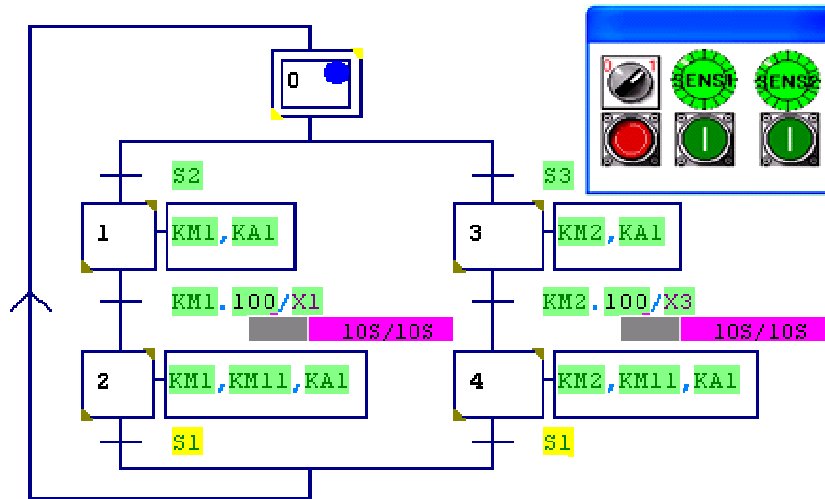 0
0 1 SENS1 SENS2
S2 S3
1 KM1,KA1 3 KM2,KA1
KM1.100/X1 KM2.100/X3
10S/10S 10S/10S
2 KM1,KM11,KA1 4 KM2,KM11,KA1
S1 S1